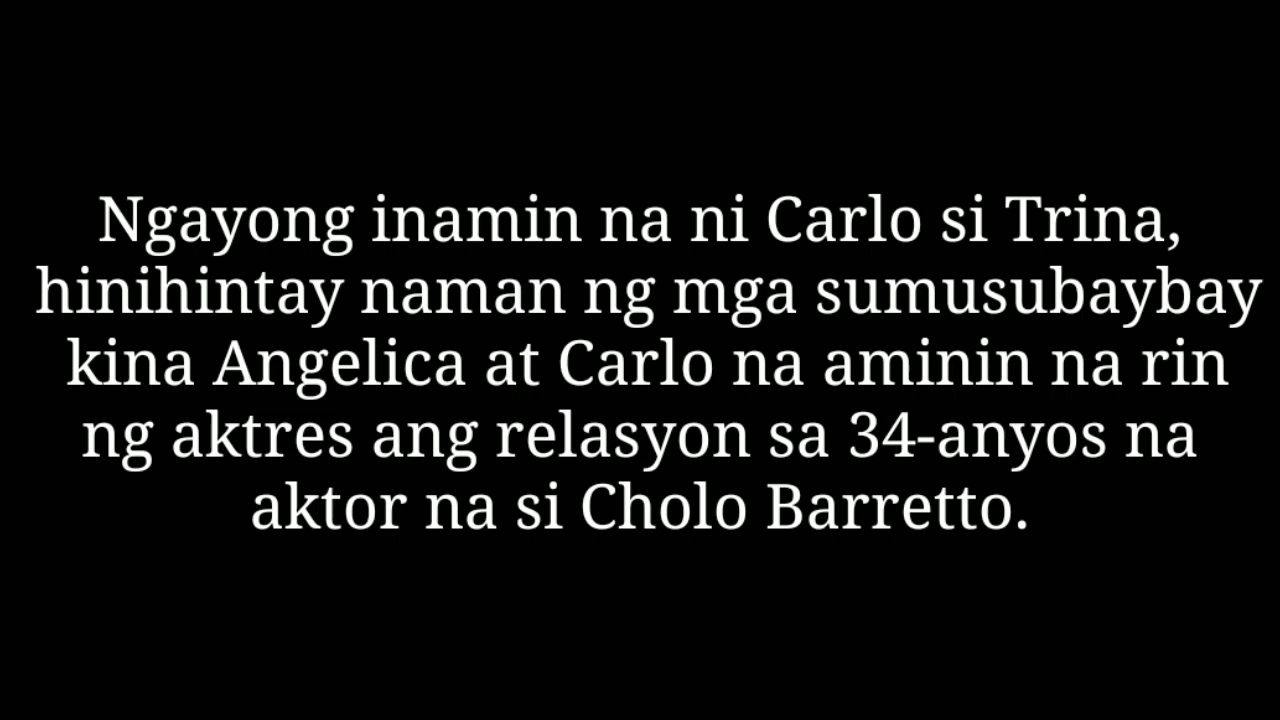 Ngayong inamin na ni Carlo si Trina,
hinihintay naman ng mga sumusubaybay
kina Angelica at Carlo na aminin na rin
ng aktres ang relasyon sa 34-anyos na
aktor na si Cholo Barretto.